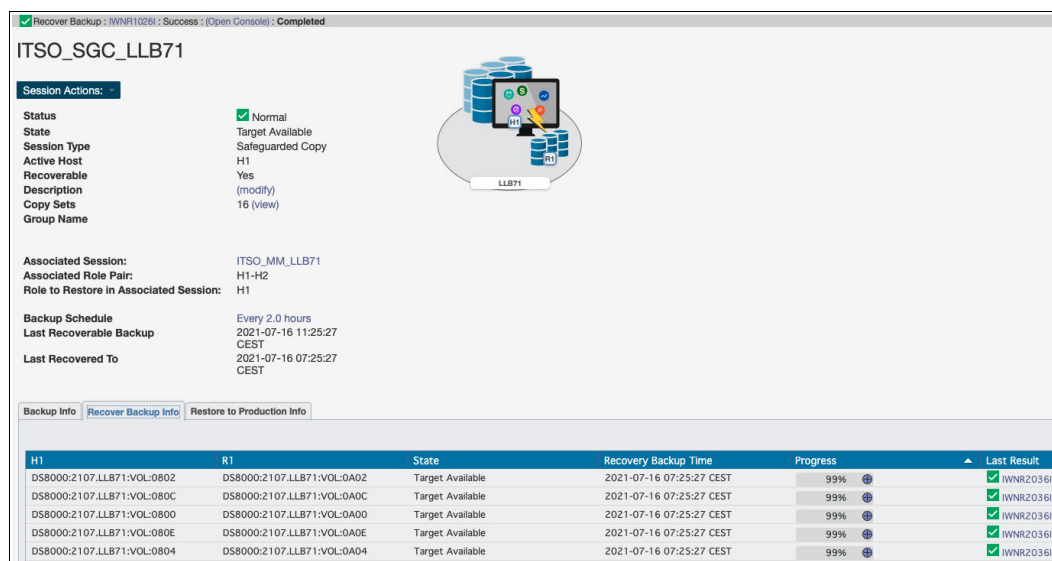 Recover Backup : IWNR1026I : Success : (Open Console) : Completed
ITSO_SGC_LLB71
Session Actions:
Status Normal
State Target Available
Session Type Safeguarded Copy
Active Host H1
Recoverable Yes
Description (modify)
Copy Sets 16 (view)
Group Name
H1
R1
LLB71
Associated Session: ITSO_MM_LLB71
Associated Role Pair: H1-H2
Role to Restore in Associated Session: H1
Backup Schedule Every 2.0 hours
Last Recoverable Backup 2021-07-16 11:25:27
CEST
Last Recovered To 2021-07-16 07:25:27
CEST
Backup Info Recover Backup Info Restore to Production Info
H1 R1 State Recovery Backup Time Progress Last Result
DS8000:2107.LLB71:VOL:0802 DS8000:2107.LLB71:VOL:0A02 Target Available 2021-07-16 07:25:27 CEST 99% IWNR2036I
DS8000:2107.LLB71:VOL:080C DS8000:2107.LLB71:VOL:0A0C Target Available 2021-07-16 07:25:27 CEST 99% IWNR2036I
DS8000:2107.LLB71:VOL:0800 DS8000:2107.LLB71:VOL:0A00 Target Available 2021-07-16 07:25:27 CEST 99% IWNR2036I
DS8000:2107.LLB71:VOL:080E DS8000:2107.LLB71:VOL:0A0E Target Available 2021-07-16 07:25:27 CEST 99% IWNR2036I
DS8000:2107.LLB71:VOL:0804 DS8000:2107.LLB71:VOL:0A04 Target Available 2021-07-16 07:25:27 CEST 99% IWNR2036I